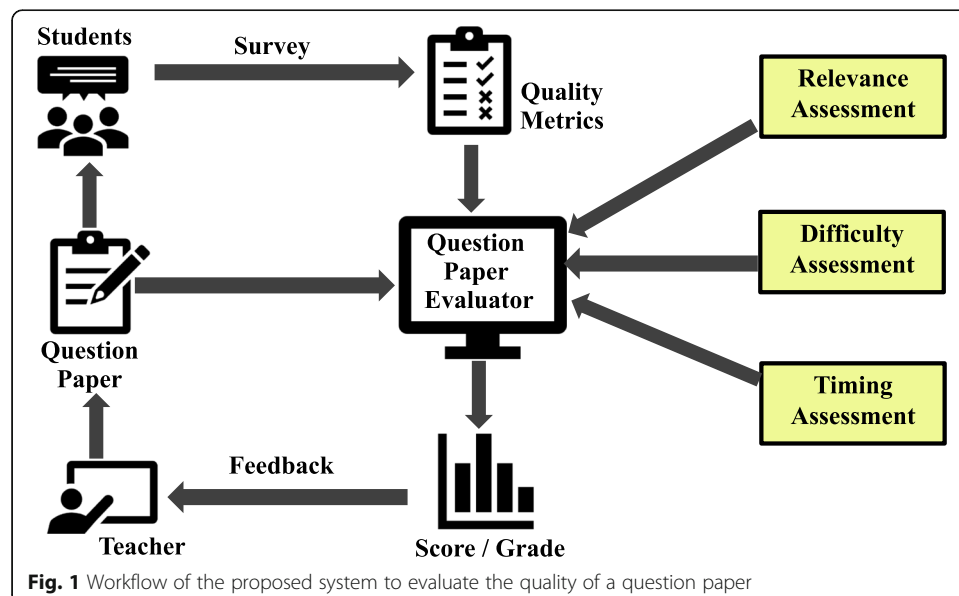 Students
Survey
Quality
Metrics
Relevance
Assessment
Question
Paper
Evaluator
Difficulty
Assessment
Question
Paper
Timing
Assessment
Feedback
Teacher
Score / Grade
Fig. 1 Workflow of the proposed system to evaluate the quality of a question paper